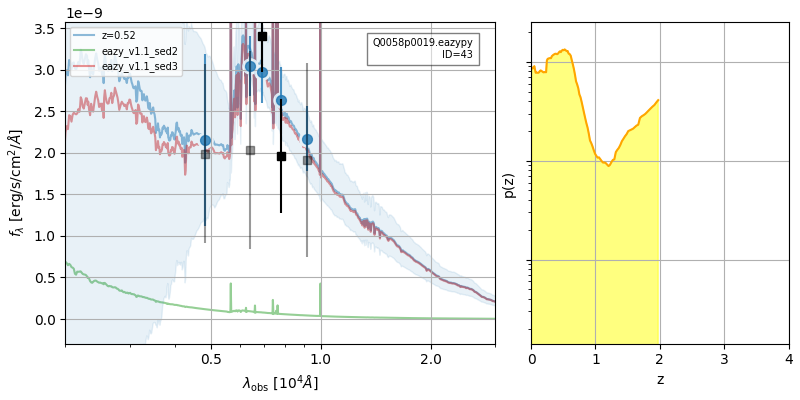 1e−9
3.5
3.0
2.5
2.0
1.5
1.0
0.5
0.0
f_λ [erg/s/cm²/Å]
z=0.52
eazy_v1.1_sed2
eazy_v1.1_sed3
Q0058p0019.eazypy
ID=43
0.5
1.0
2.0
λ_obs [10⁴Å]
p(z)
0
1
2
3
4
z